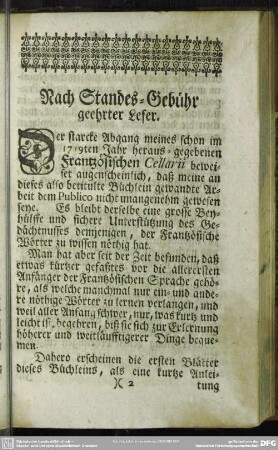 Nach Standes-Gebühr
geehrter Leser.
Der starcke Abgang meines schon im
17-9ten Jahr heraus-gegebenen
Frantzösischen Cellarii bewei-
set augenscheinlich, daß meine an
dieses also betitulte Büchlein gewandte Ar-
beit dem Publico nicht unangenehm gewesen
seye. Es bleibt derselbe eine grosse Bey-
hülffe und sichere Unterstützung des Ge-
dächtnusses demjenigen, der Frantzösische
Wörter zu wissen nöthig hat.
Man hat aber seit der Zeit befunden, daß
etwas kürtzer gefaßtes vor die allerersten
Anfänger der Frantzösischen Sprache gehö-
re, als welche manchmal nur ein- und ande-
re nöthige Wörter zu lernen verlangen, und
weil aller Anfang schwer, nur, was kurtz und
leicht ist, begehren, biß sie sich zur Erlernung
höherer und weitläufftigerer Dinge beque-
men.
Dahero erscheinen die ersten Blätter
dieses Büchleins, als eine kurtze Anlei-
)( 2 tung